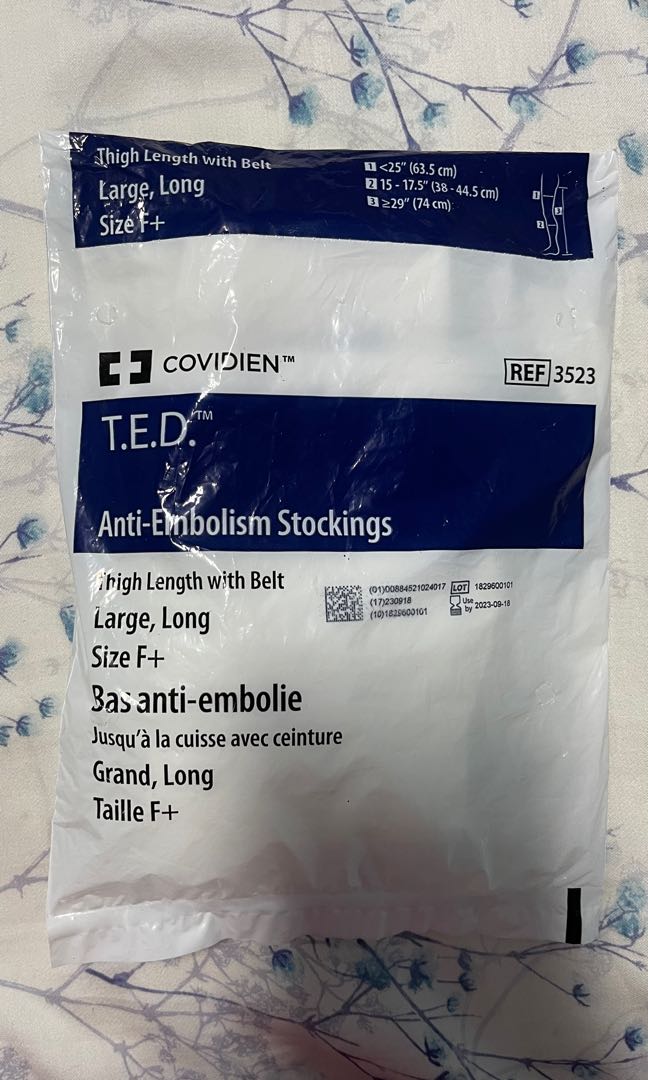 Thigh Length with Belt
Large, Long
Size F+
1 <25" (63.5 cm)
2 15 - 17.5" (38 - 44.5 cm)
3 ≥29" (74 cm)
1
3
2
COVIDIEN™
REF 3523
T.E.D.™
Anti-Embolism Stockings
Thigh Length with Belt
Large, Long
Size F+
(01)00884521024017
(17)230918
(10)1829600101
LOT 1829600101
Use by 2023-09-18
Bas anti-embolie
Jusqu'à la cuisse avec ceinture
Grand, Long
Taille F+